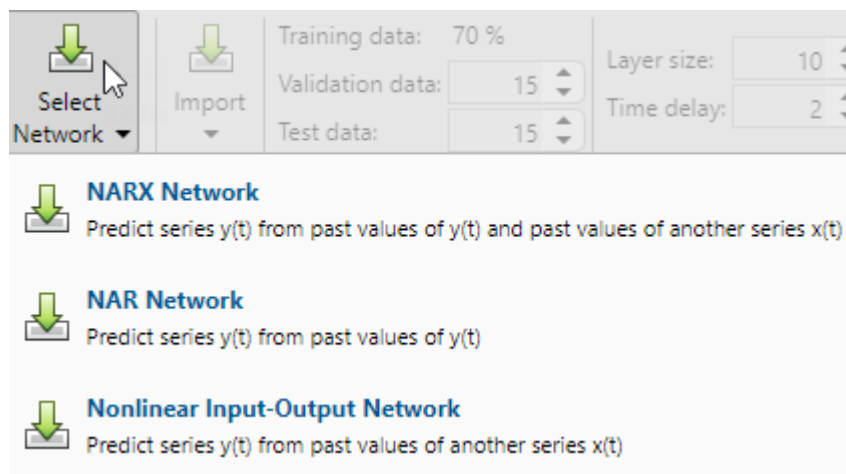 Select
Network
Import
Training data: 70 %
Validation data: 15
Test data: 15
Layer size: 10
Time delay: 2
NARX Network
Predict series y(t) from past values of y(t) and past values of another series x(t)
NAR Network
Predict series y(t) from past values of y(t)
Nonlinear Input-Output Network
Predict series y(t) from past values of another series x(t)